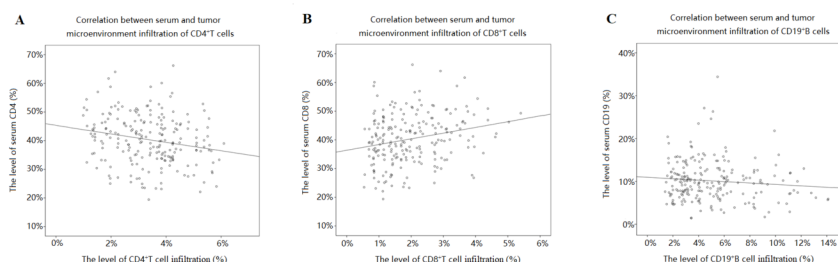 A
Correlation between serum and tumor
microenvironment infiltration of CD4⁺T cells
The level of serum CD4 (%)
70%
60%
50%
40%
30%
20%
10%
0% 2% 4% 6%
The level of CD4⁺T cell infiltration (%)
B
Correlation between serum and tumor
microenvironment infiltration of CD8⁺T cells
The level of serum CD8 (%)
70%
60%
50%
40%
30%
20%
10%
0% 1% 2% 3% 4% 5% 6%
The level of CD8⁺T cell infiltration (%)
C
Correlation between serum and tumor
microenvironment infiltration of CD19⁺B cells
The level of serum CD19 (%)
40%
30%
20%
10%
0%
0% 2% 4% 6% 8% 10% 12% 14%
The level of CD19⁺B cell infiltration (%)